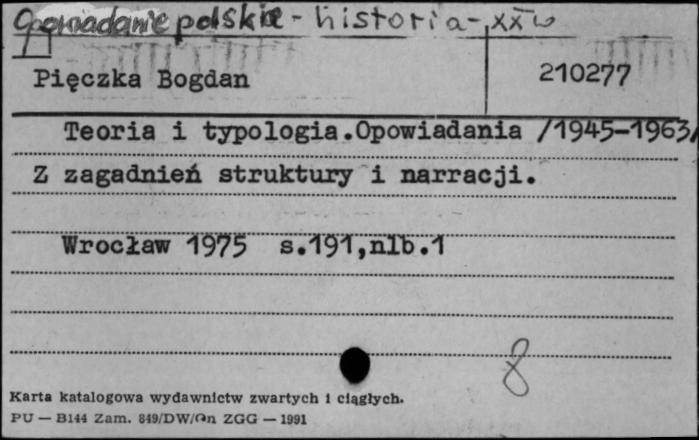 Opowiadanie polskie - historia - XX w
Pięczka Bogdan
210277
Teoria i typologia.Opowiadania /1945-1963/
Z zagadnień struktury i narracji.
Wrocław 1975 s.191,nlb.1
8
Karta katalogowa wydawnictw zwartych i ciągłych.
PU — B144 Zam. 849/DW/On ZGG — 1991